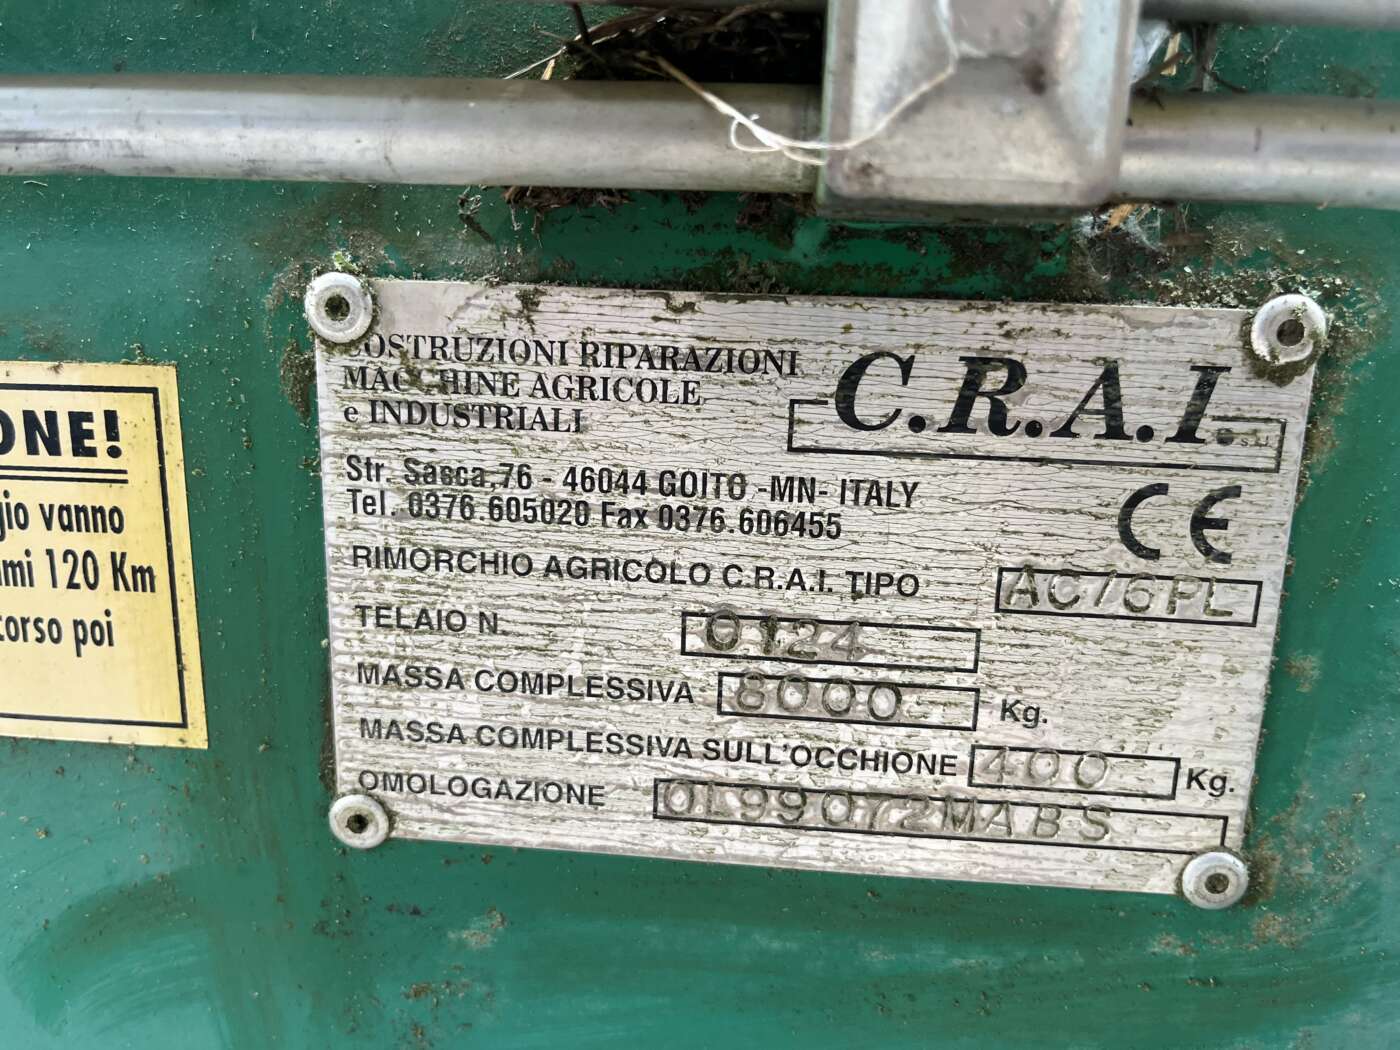 ONE!
gio vanno
mi 120 Km
corso poi
COSTRUZIONI RIPARAZIONI
MACCHINE AGRICOLE
e INDUSTRIALI
C.R.A.I. s.r.l.
Str. Sasca,76 - 46044 GOITO -MN- ITALY
Tel. 0376.605020 Fax 0376.606455
CE
RIMORCHIO AGRICOLO C.R.A.I. TIPO AC76PL
TELAIO N. 0124
MASSA COMPLESSIVA 8000 Kg.
MASSA COMPLESSIVA SULL'OCCHIONE 400 Kg.
OMOLOGAZIONE OL99072MABS